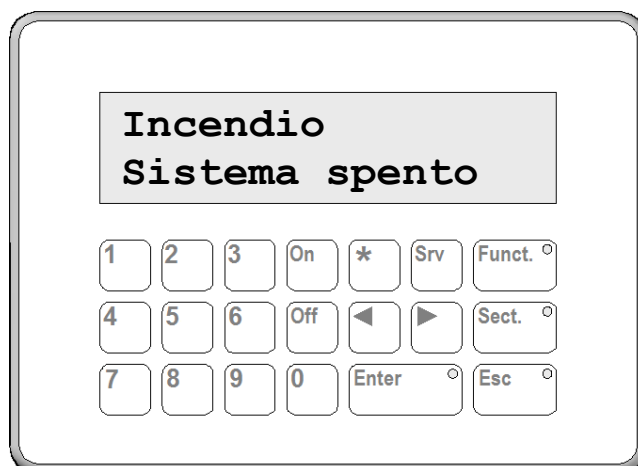 Incendio
Sistema spento
1 2 3 On * Srv Funct.
4 5 6 Off ◀ ▶ Sect.
7 8 9 0 Enter Esc